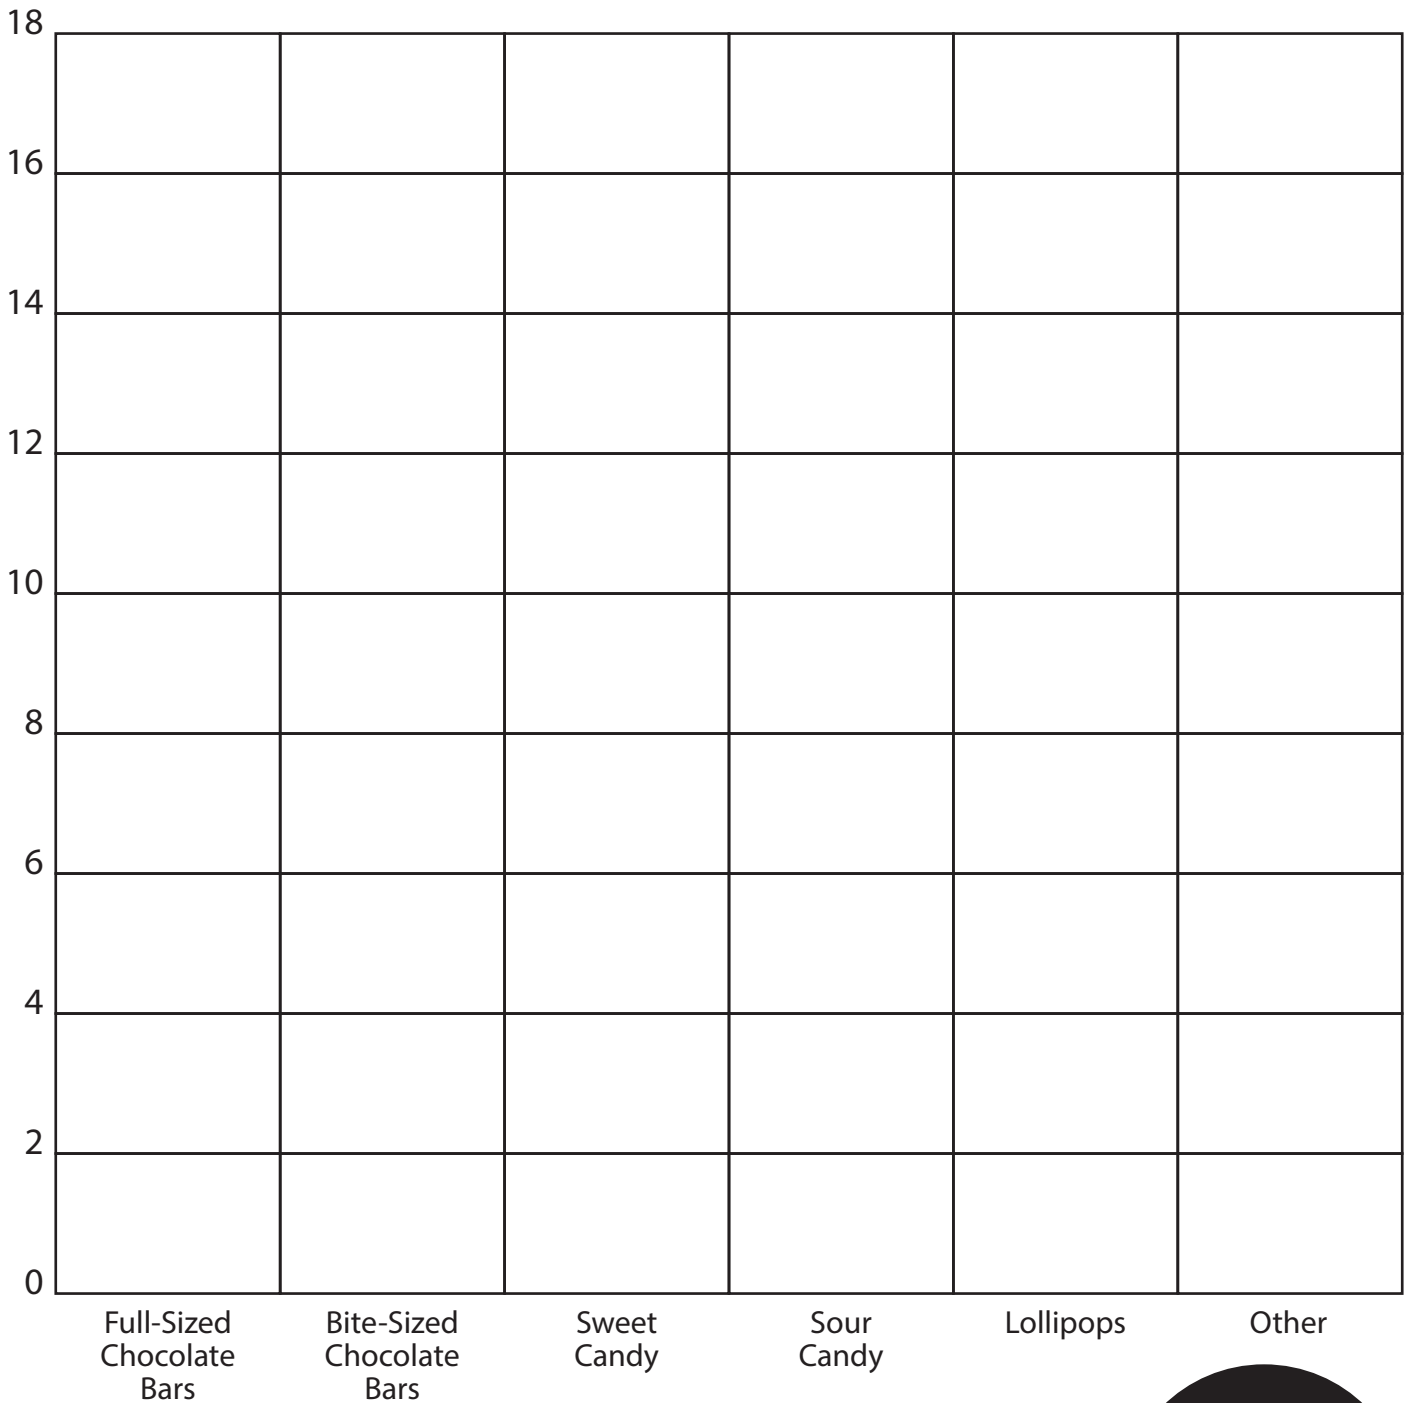 18
16
14
12
10
8
6
4
2
0
Full-Sized
Chocolate
Bars
Bite-Sized
Chocolate
Bars
Sweet
Candy
Sour
Candy
Lollipops
Other